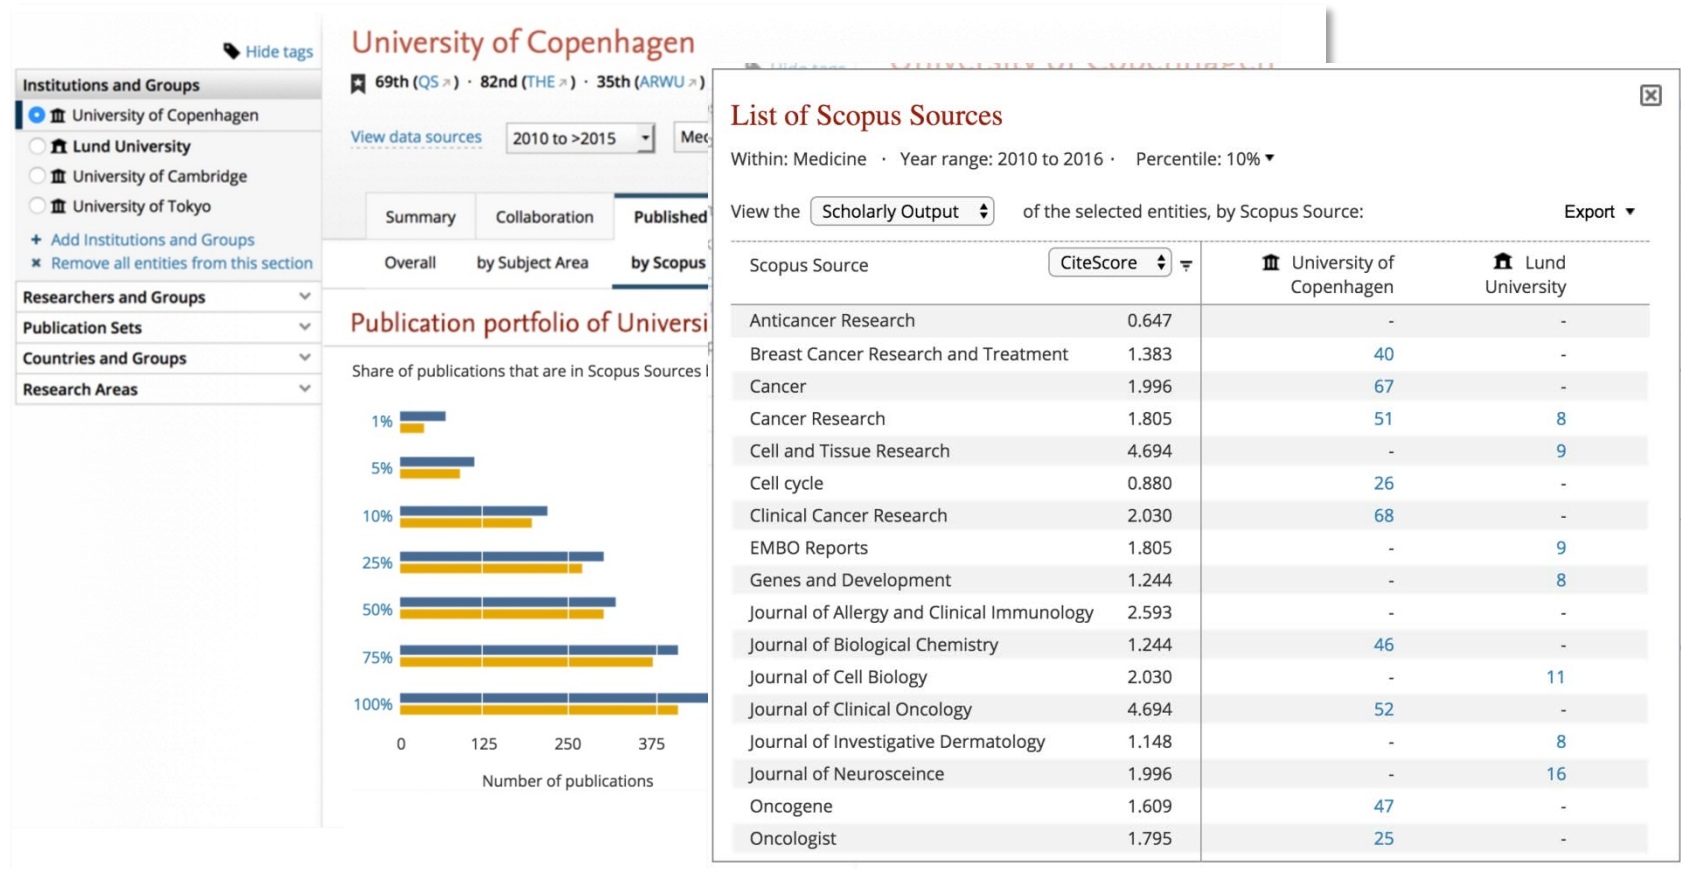 Hide tags
Institutions and Groups
University of Copenhagen
Lund University
University of Cambridge
University of Tokyo
+ Add Institutions and Groups
× Remove all entities from this section
Researchers and Groups
Publication Sets
Countries and Groups
Research Areas
University of Copenhagen
69th (QS↗) · 82nd (THE↗) · 35th (ARWU↗)
View data sources 2010 to >2015
Summary Collaboration Published
Overall by Subject Area by Scopus
Publication portfolio of Universi
Share of publications that are in Scopus Sources
1%
5%
10%
25%
50%
75%
100%
0 125 250 375
Number of publications
Hide tags University of Copenhagen
List of Scopus Sources
Within: Medicine · Year range: 2010 to 2016 · Percentile: 10%
View the Scholarly Output of the selected entities, by Scopus Source: Export
Scopus Source CiteScore University of Copenhagen Lund University
Anticancer Research 0.647 - -
Breast Cancer Research and Treatment 1.383 40 -
Cancer 1.996 67 -
Cancer Research 1.805 51 8
Cell and Tissue Research 4.694 - 9
Cell cycle 0.880 26 -
Clinical Cancer Research 2.030 68 -
EMBO Reports 1.805 - 9
Genes and Development 1.244 - 8
Journal of Allergy and Clinical Immunology 2.593 - -
Journal of Biological Chemistry 1.244 46 -
Journal of Cell Biology 2.030 - 11
Journal of Clinical Oncology 4.694 52 -
Journal of Investigative Dermatology 1.148 - 8
Journal of Neurosceince 1.996 - 16
Oncogene 1.609 47 -
Oncologist 1.795 25 -